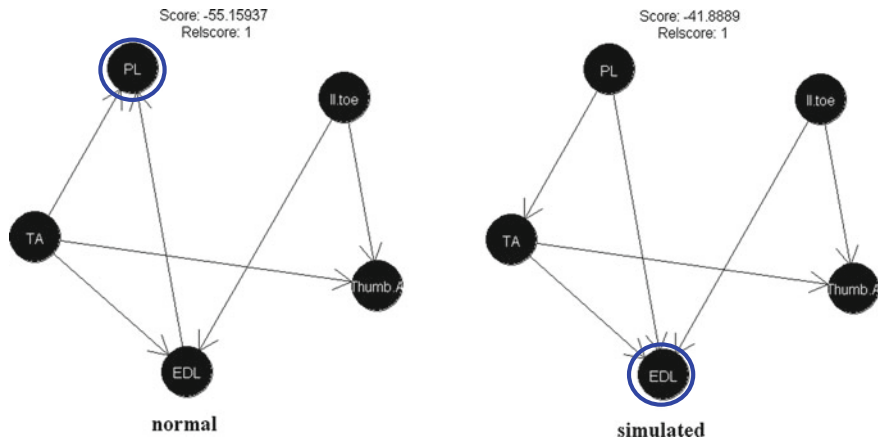 Score: -55.15937
Relscore: 1
PL
II.toe
TA
Thumb.A
EDL
normal
Score: -41.8889
Relscore: 1
PL
II.toe
TA
Thumb.A
EDL
simulated